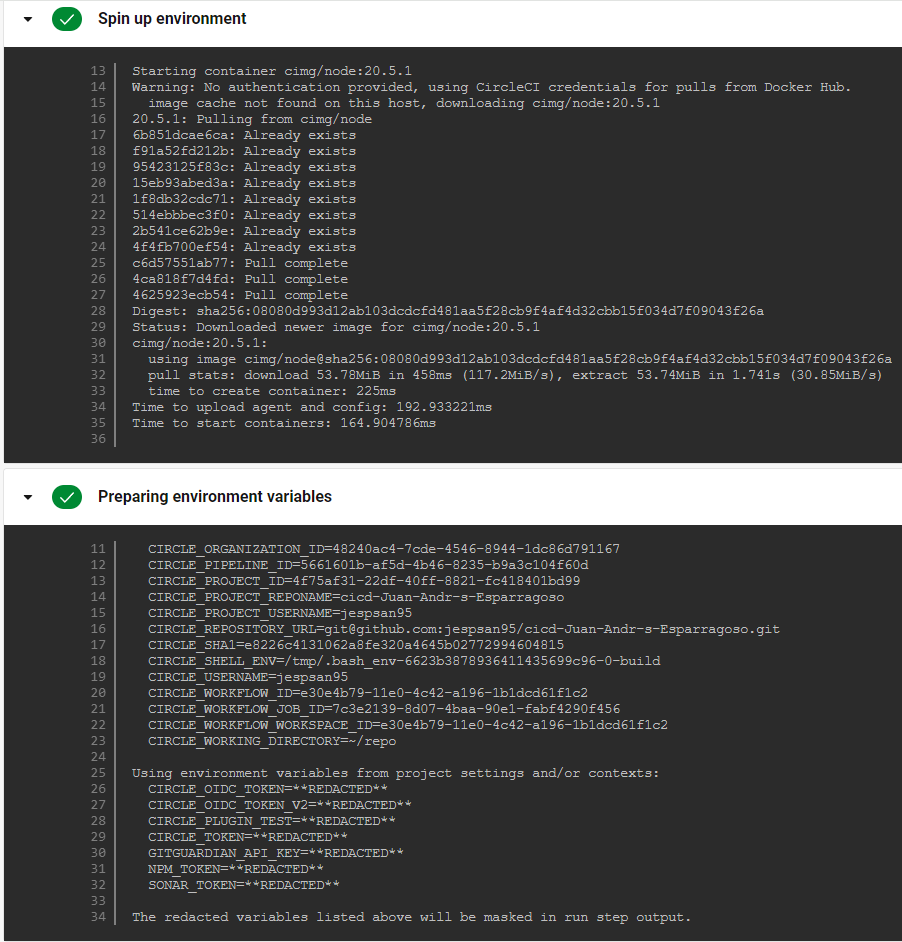 Spin up environment
13 Starting container cimg/node:20.5.1
14 Warning: No authentication provided, using CircleCI credentials for pulls from Docker Hub.
15 image cache not found on this host, downloading cimg/node:20.5.1
16 20.5.1: Pulling from cimg/node
17 6b851dcae6ca: Already exists
18 f91a52fd212b: Already exists
19 95423125f83c: Already exists
20 15eb93abed3a: Already exists
21 1f8db32cdc71: Already exists
22 514ebbbec3f0: Already exists
23 2b541ce62b9e: Already exists
24 4f4fb700ef54: Already exists
25 c6d57551ab77: Pull complete
26 4ca818f7d4fd: Pull complete
27 4625923ecb54: Pull complete
28 Digest: sha256:08080d993d12ab103dcdcfd481aa5f28cb9f4af4d32cbb15f034d7f09043f26a
29 Status: Downloaded newer image for cimg/node:20.5.1
30 cimg/node:20.5.1:
31 using image cimg/node@sha256:08080d993d12ab103dcdcfd481aa5f28cb9f4af4d32cbb15f034d7f09043f26a
32 pull stats: download 53.78MiB in 458ms (117.2MiB/s), extract 53.74MiB in 1.741s (30.85MiB/s)
33 time to create container: 225ms
34 Time to upload agent and config: 192.933221ms
35 Time to start containers: 164.904786ms
36
Preparing environment variables
11 CIRCLE_ORGANIZATION_ID=48240ac4-7cde-4546-8944-1dc86d791167
12 CIRCLE_PIPELINE_ID=5661601b-af5d-4b46-8235-b9a3c104f60d
13 CIRCLE_PROJECT_ID=4f75af31-22df-40ff-8821-fc418401bd99
14 CIRCLE_PROJECT_REPONAME=cicd-Juan-Andr-s-Esparragoso
15 CIRCLE_PROJECT_USERNAME=jespsan95
16 CIRCLE_REPOSITORY_URL=git@github.com:jespsan95/cicd-Juan-Andr-s-Esparragoso.git
17 CIRCLE_SHA1=e8226c4131062a8fe320a4645b02772994604815
18 CIRCLE_SHELL_ENV=/tmp/.bash_env-6623b3878936411435699c96-0-build
19 CIRCLE_USERNAME=jespsan95
20 CIRCLE_WORKFLOW_ID=e30e4b79-11e0-4c42-a196-1b1dcd61f1c2
21 CIRCLE_WORKFLOW_JOB_ID=7c3e2139-8d07-4baa-90e1-fabf4290f456
22 CIRCLE_WORKFLOW_WORKSPACE_ID=e30e4b79-11e0-4c42-a196-1b1dcd61f1c2
23 CIRCLE_WORKING_DIRECTORY=~/repo
24
25 Using environment variables from project settings and/or contexts:
26 CIRCLE_OIDC_TOKEN=**REDACTED**
27 CIRCLE_OIDC_TOKEN_V2=**REDACTED**
28 CIRCLE_PLUGIN_TEST=**REDACTED**
29 CIRCLE_TOKEN=**REDACTED**
30 GITGUARDIAN_API_KEY=**REDACTED**
31 NPM_TOKEN=**REDACTED**
32 SONAR_TOKEN=**REDACTED**
33
34 The redacted variables listed above will be masked in run step output.